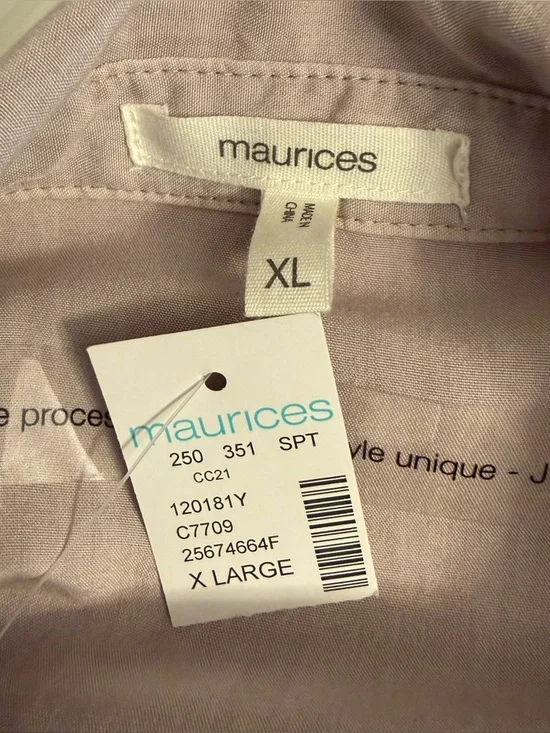 maurices
MADE IN
CHINA
XL
e proces
yle unique - J
maurices
250 351 SPT
CC21
120181Y
C7709
25674664F
X LARGE